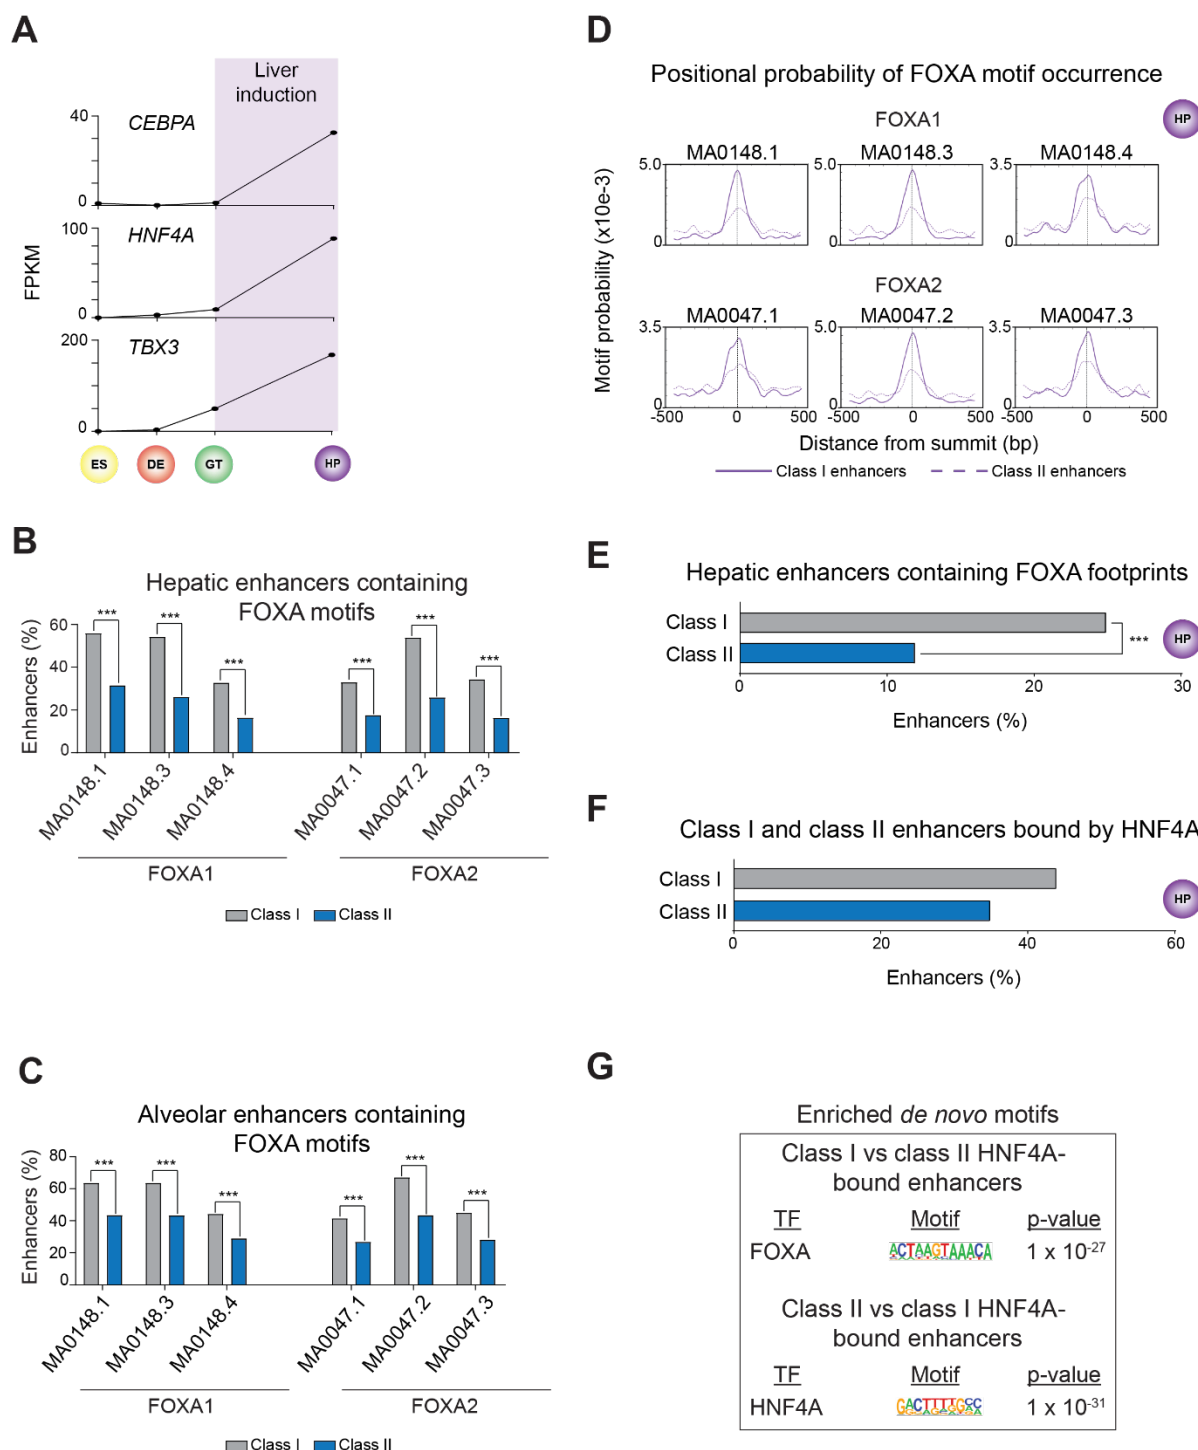 A
Liver
induction
CEBPA
40
0
HNF4A
100
0
FPKM
TBX3
200
0
ES
DE
GT
HP
B
Hepatic enhancers containing
FOXA motifs
Enhancers (%)
60
40
20
0
***
***
***
***
***
***
MA0148.1
MA0148.3
MA0148.4
MA0047.1
MA0047.2
MA0047.3
FOXA1
FOXA2
Class I
Class II
C
Alveolar enhancers containing
FOXA motifs
Enhancers (%)
80
60
40
20
0
***
***
***
***
***
***
MA0148.1
MA0148.3
MA0148.4
MA0047.1
MA0047.2
MA0047.3
FOXA1
FOXA2
Class I
Class II
D
Positional probability of FOXA motif occurrence
HP
FOXA1
MA0148.1
MA0148.3
MA0148.4
5.0
0
5.0
0
3.5
0
Motif probability (x10e-3)
FOXA2
MA0047.1
MA0047.2
MA0047.3
3.5
0
5.0
0
3.5
0
-500
0
500
-500
0
500
-500
0
500
Distance from summit (bp)
Class I enhancers
Class II enhancers
E
Hepatic enhancers containing FOXA footprints
Class I
Class II
***
HP
0
10
20
30
Enhancers (%)
F
Class I and class II enhancers bound by HNF4A
Class I
Class II
HP
0
20
40
60
Enhancers (%)
G
Enriched de novo motifs
Class I vs class II HNF4A-
bound enhancers
TF Motif p-value
FOXA ACTAAGTAAACA 1 x 10-27
Class II vs class I HNF4A-
bound enhancers
TF Motif p-value
HNF4A GACTTTTGCC 1 x 10-31